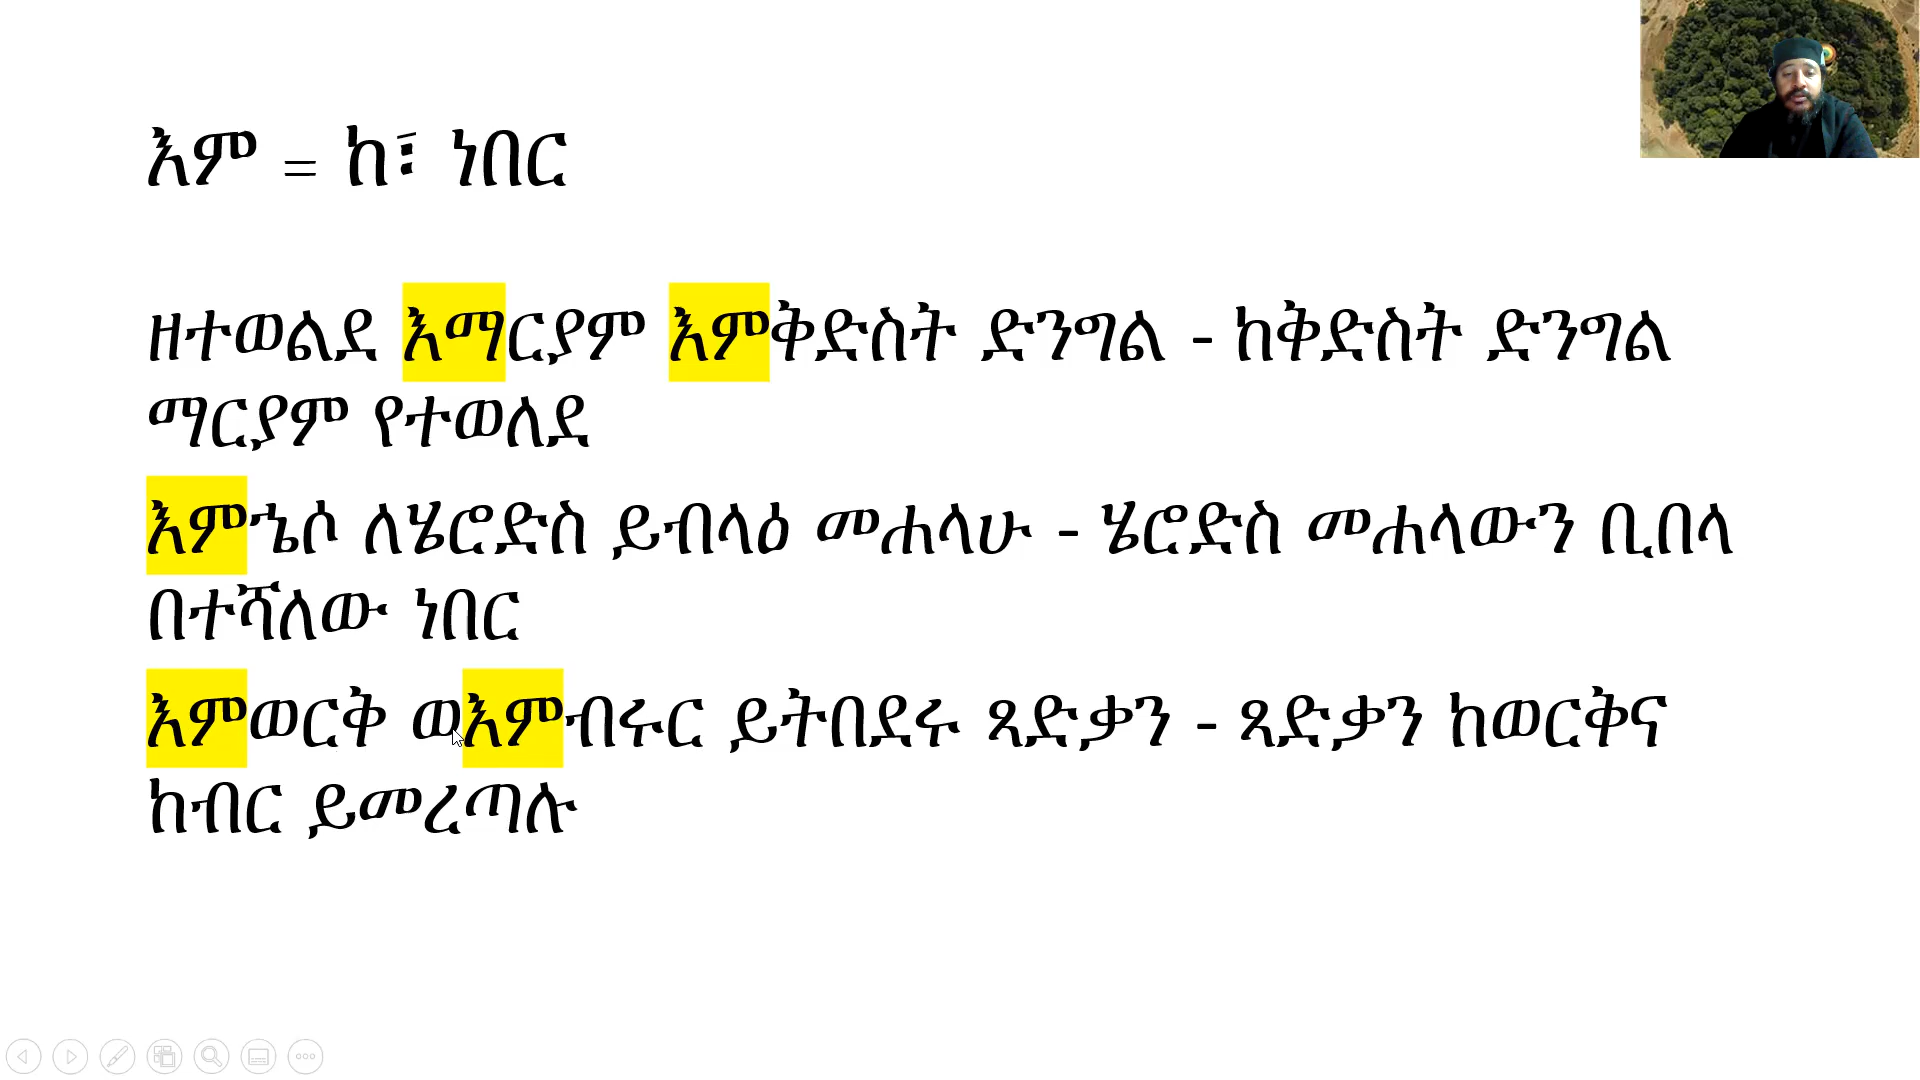 እም = ከ፣ ነበር
ዘተወልደ እማርያም እምቅድስት ድንግል - ከቅድስት ድንግል
ማርያም የተወለደ
እምኄሶ ለሄሮድስ ይብላዕ መሐላሁ - ሄሮድስ መሐላውን ቢበላ
በተሻለው ነበር
እምወርቅ ወእምብሩር ይትበደሩ ጻድቃን - ጻድቃን ከወርቅና
ከብር ይመረጣሉ